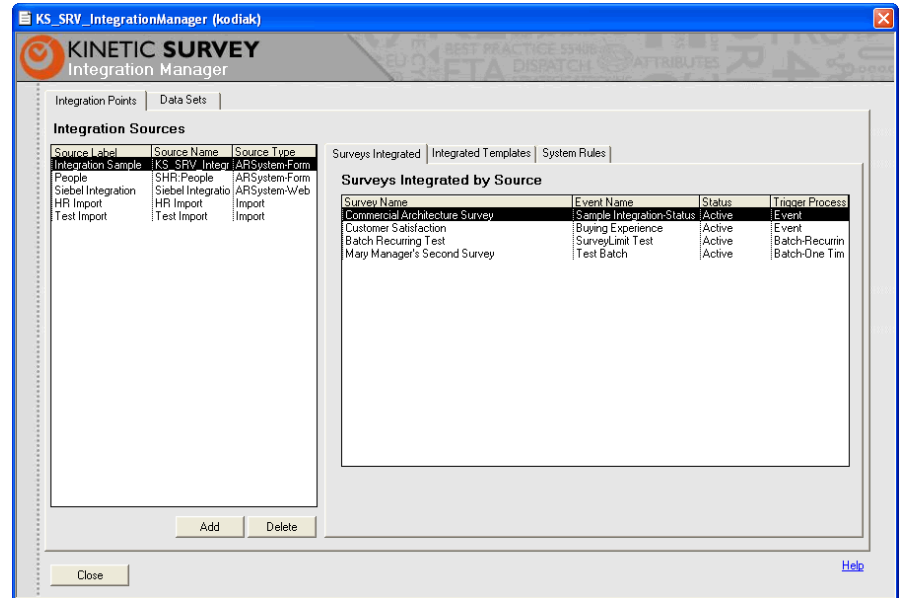 KS_SRV_IntegrationManager (kodiak)
KINETIC SURVEY
Integration Manager
BEST PRACTICE
DISPATCH
ATTRIBUTES
Integration Points Data Sets
Integration Sources
Source Label Source Name Source Type
Integration Sample KS_SRV_Integr ARSystem-Form
People SHR:People ARSystem-Form
Siebel Integration Siebel Integratio ARSystem-Web
HR Import HR Import Import
Test Import Test Import Import
Surveys Integrated Integrated Templates System Rules
Surveys Integrated by Source
Survey Name Event Name Status Trigger Process
Commercial Architecture Survey Sample Integration-Status Active Event
Customer Satisfaction Buying Experience Active Event
Batch Recurring Test SurveyLimit Test Active Batch-Recurrin
Mary Manager's Second Survey Test Batch Active Batch-One Tim
Add Delete
Close
Help